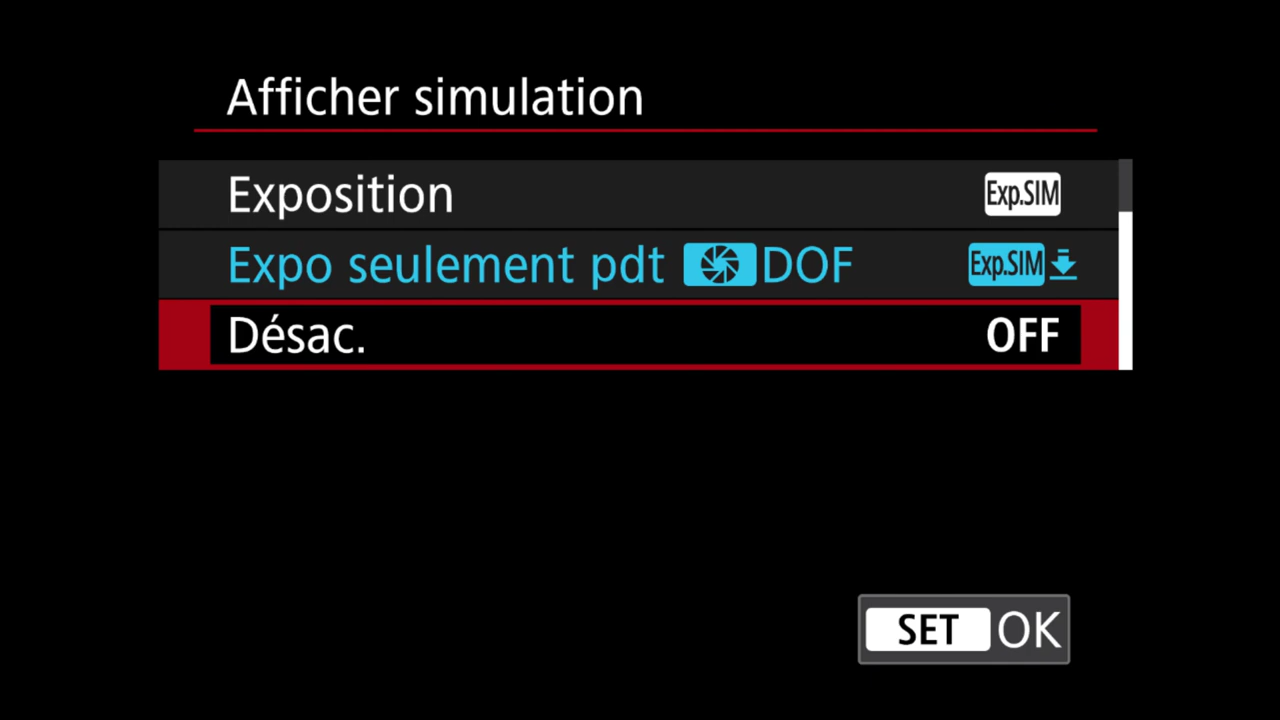 Afficher simulation
Exposition Exp.SIM
Expo seulement pdt DOF Exp.SIM
Désac. OFF
SET OK